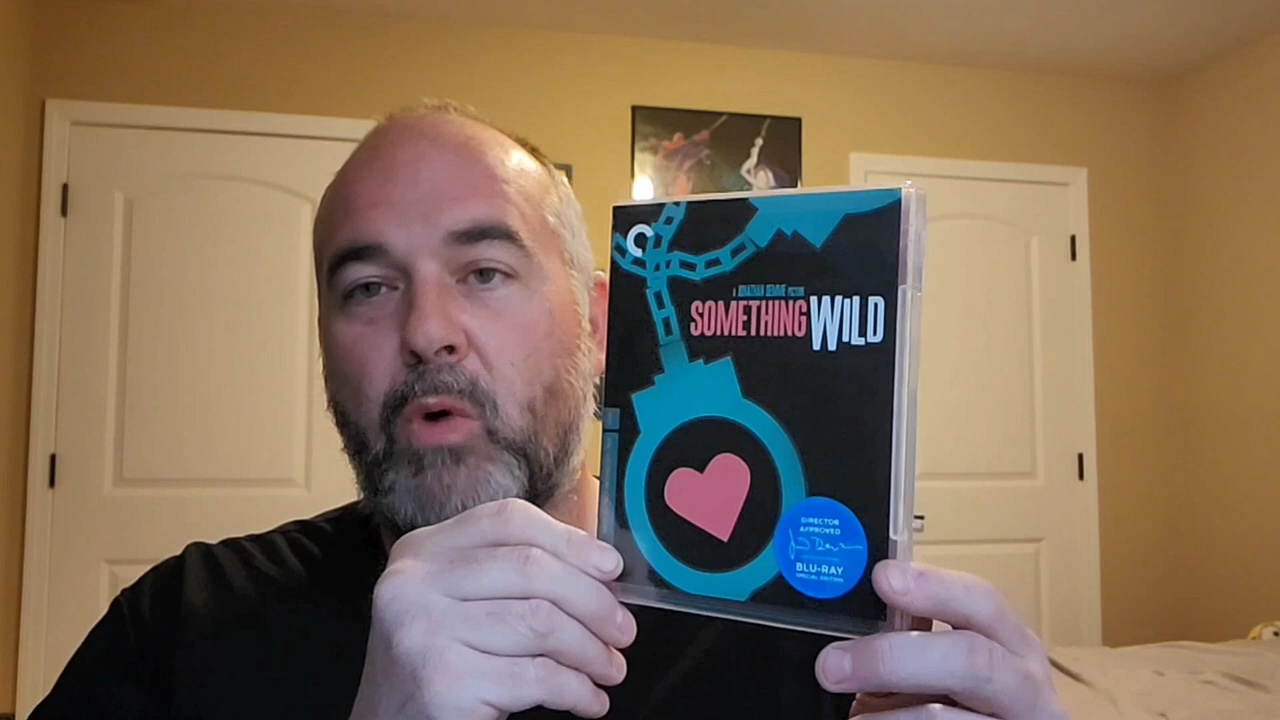 A JONATHAN DEMME PICTURE
SOMETHING WILD
DIRECTOR
APPROVED
BLU-RAY
SPECIAL EDITION